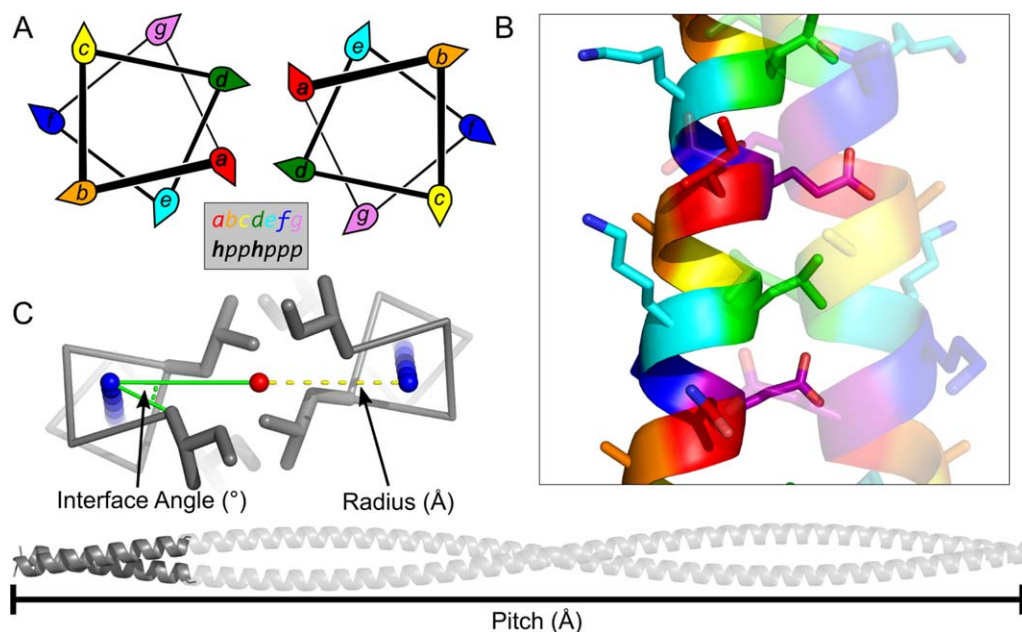 A
c
g
d
f
a
b
e
e
b
a
f
d
c
g
abcdefg
hpphppp
B
C
Interface Angle (°)
Radius (Å)
Pitch (Å)